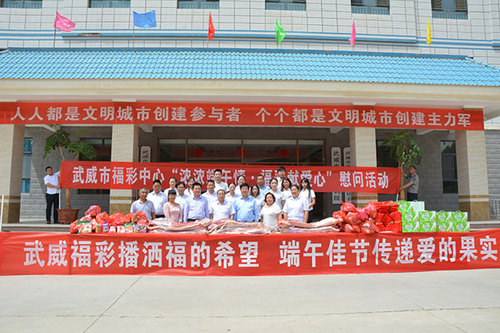 人人都是文明城市创建参与者 个个都是文明城市创建主力军
武威市福彩中心“浓浓端午情·福彩献爱心”慰问活动
武威福彩播洒福的希望 端午佳节传递爱的果实